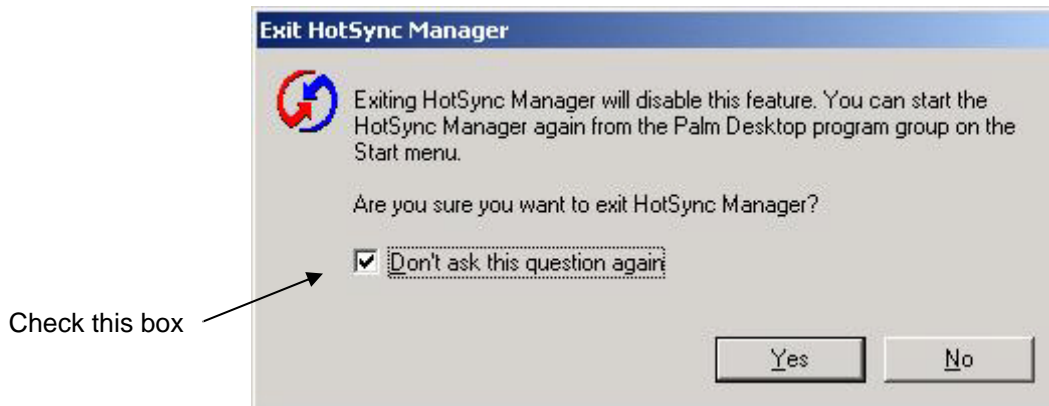 Exit HotSync Manager
Exiting HotSync Manager will disable this feature. You can start the
HotSync Manager again from the Palm Desktop program group on the
Start menu.
Are you sure you want to exit HotSync Manager?
Don't ask this question again
Check this box
Yes
No